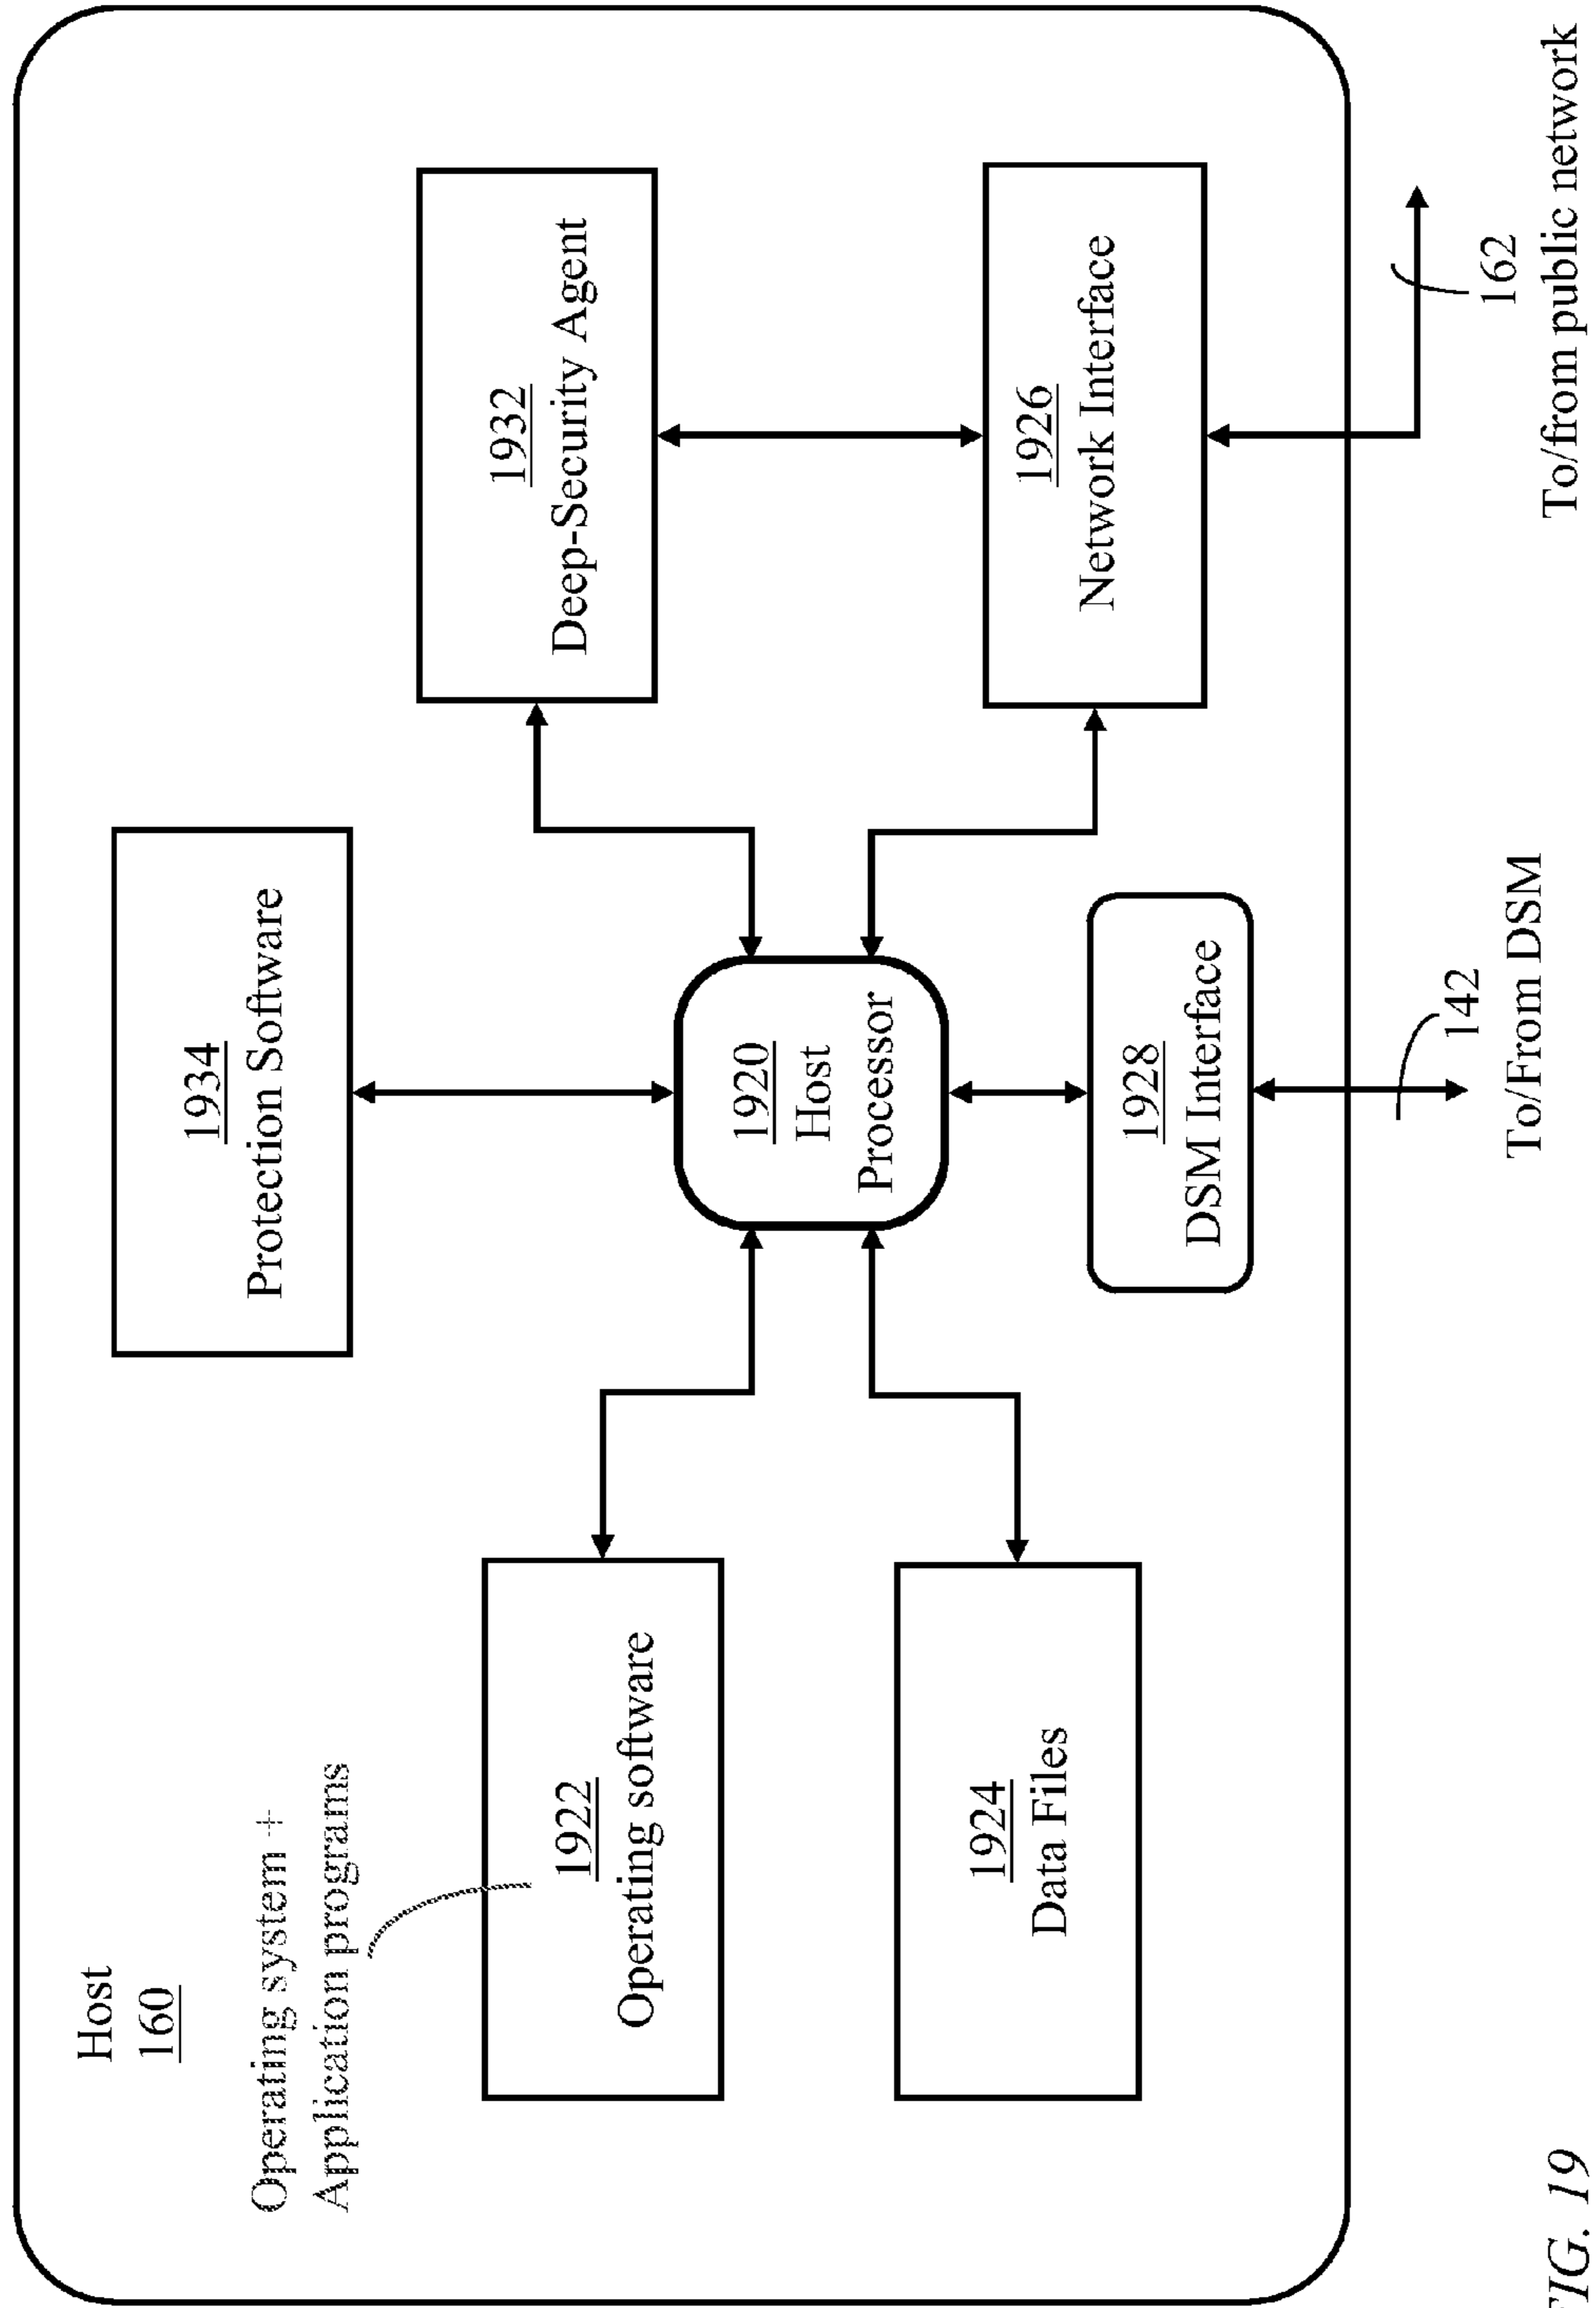 Host
160
Operating system +
Application programs
1934
Protection Software
1922
Operating software
1932
Deep-Security Agent
1920
Host
Processor
1924
Data Files
1928
DSM Interface
1926
Network Interface
142
To/From DSM
162
To/from public network
FIG. 19